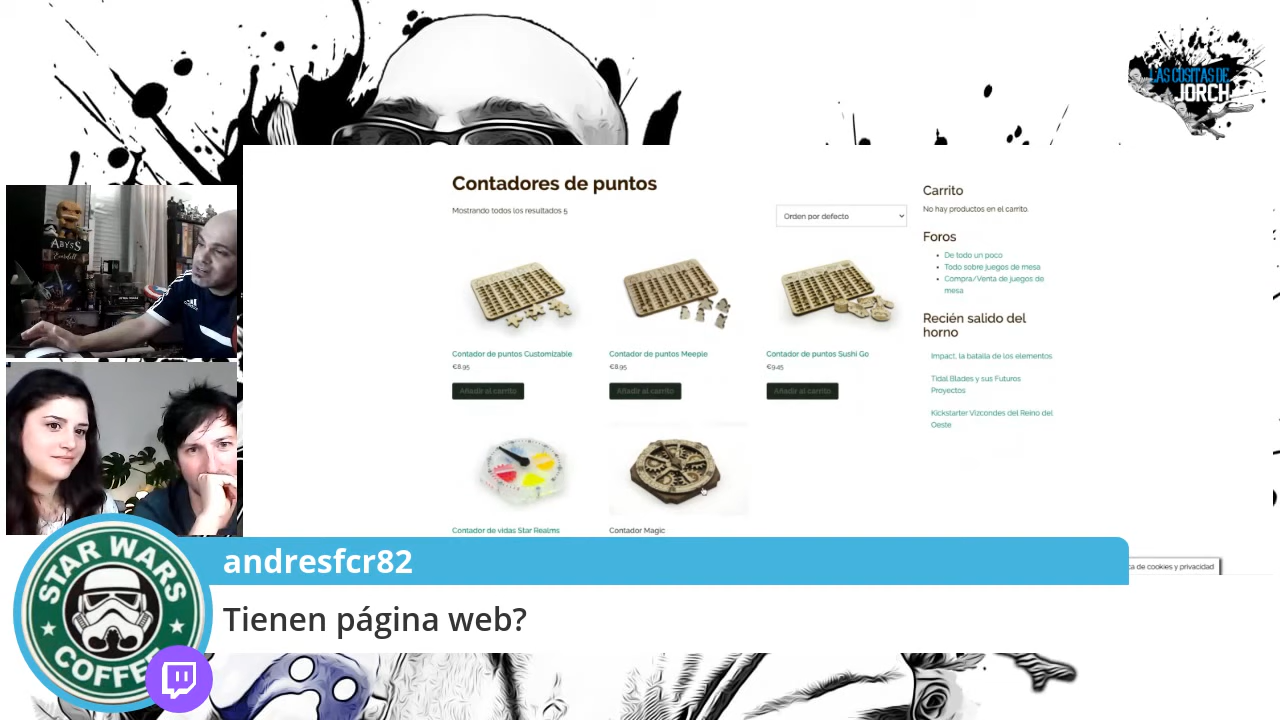 LAS COSITAS DE
JORCH
ABYSS
Everdell
Contadores de puntos
Mostrando todos los resultados 5
Orden por defecto
Contador de puntos Customizable
€8.95
Añadir al carrito
Contador de puntos Meeple
€8.95
Añadir al carrito
Contador de puntos Sushi Go
€9.45
Añadir al carrito
Contador de vidas Star Realms
Contador Magic
Carrito
No hay productos en el carrito.
Foros
De todo un poco
Todo sobre juegos de mesa
Compra/Venta de juegos de
mesa
Recién salido del
horno
Impact, la batalla de los elementos
Tidal Blades y sus Futuros
Proyectos
Kickstarter Vizcondes del Reino del
Oeste
ca de cookies y privacidad
STAR WARS
COFFEE
andresfcr82
Tienen página web?